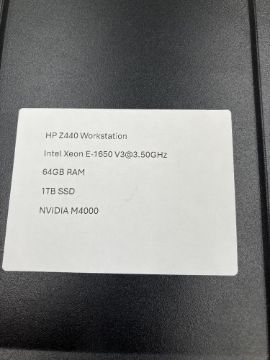 HP Z440 Workstation
Intel Xeon E-1650 V3@3.50GHz
64GB RAM
1TB SSD
NVIDIA M4000